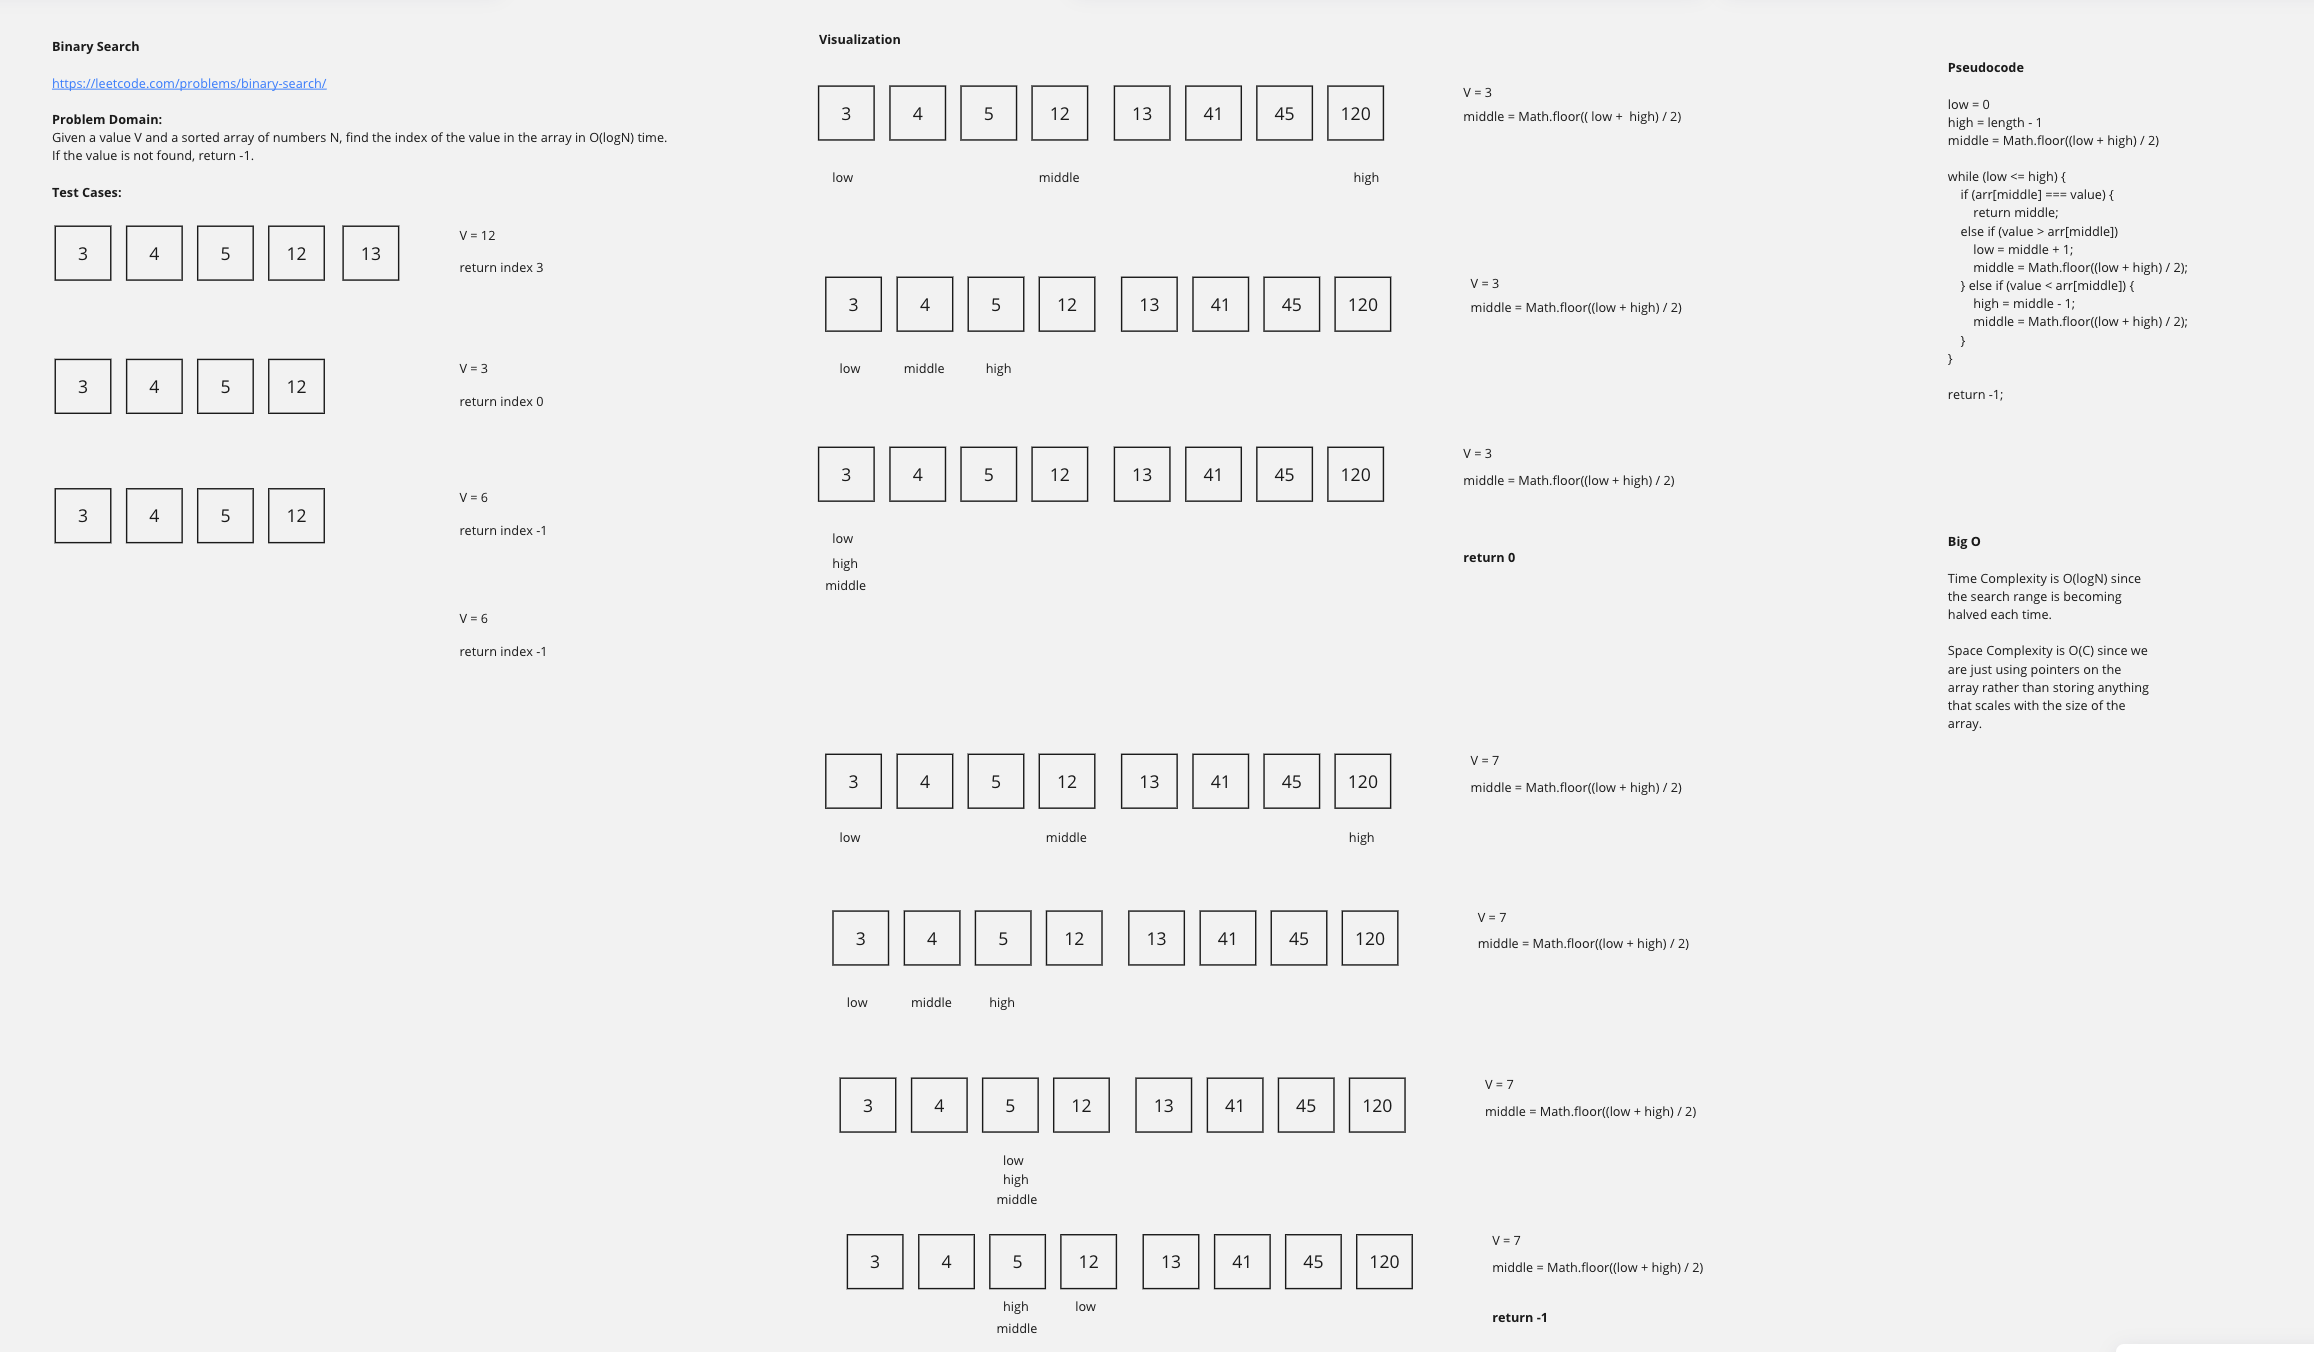 Binary Search
https://leetcode.com/problems/binary-search/
Problem Domain:
Given a value V and a sorted array of numbers N, find the index of the value in the array in O(logN) time.
If the value is not found, return -1.
Test Cases:
3 4 5 12 13
V = 12
return index 3
3 4 5 12
V = 3
return index 0
3 4 5 12
V = 6
return index -1
V = 6
return index -1
Visualization
3 4 5 12 13 41 45 120
V = 3
middle = Math.floor(( low +  high) / 2)
low middle high
3 4 5 12 13 41 45 120
V = 3
middle = Math.floor((low + high) / 2)
low middle high
3 4 5 12 13 41 45 120
V = 3
middle = Math.floor((low + high) / 2)
low
high
middle
return 0
3 4 5 12 13 41 45 120
V = 7
middle = Math.floor((low + high) / 2)
low middle high
3 4 5 12 13 41 45 120
V = 7
middle = Math.floor((low + high) / 2)
low middle high
3 4 5 12 13 41 45 120
V = 7
middle = Math.floor((low + high) / 2)
low
high
middle
3 4 5 12 13 41 45 120
V = 7
middle = Math.floor((low + high) / 2)
high low
middle
return -1
Pseudocode
low = 0
high = length - 1
middle = Math.floor((low + high) / 2)
while (low <= high) {
if (arr[middle] === value) {
return middle;
else if (value > arr[middle])
low = middle + 1;
middle = Math.floor((low + high) / 2);
} else if (value < arr[middle]) {
high = middle - 1;
middle = Math.floor((low + high) / 2);
}
}
return -1;
Big O
Time Complexity is O(logN) since
the search range is becoming
halved each time.
Space Complexity is O(C) since we
are just using pointers on the
array rather than storing anything
that scales with the size of the
array.